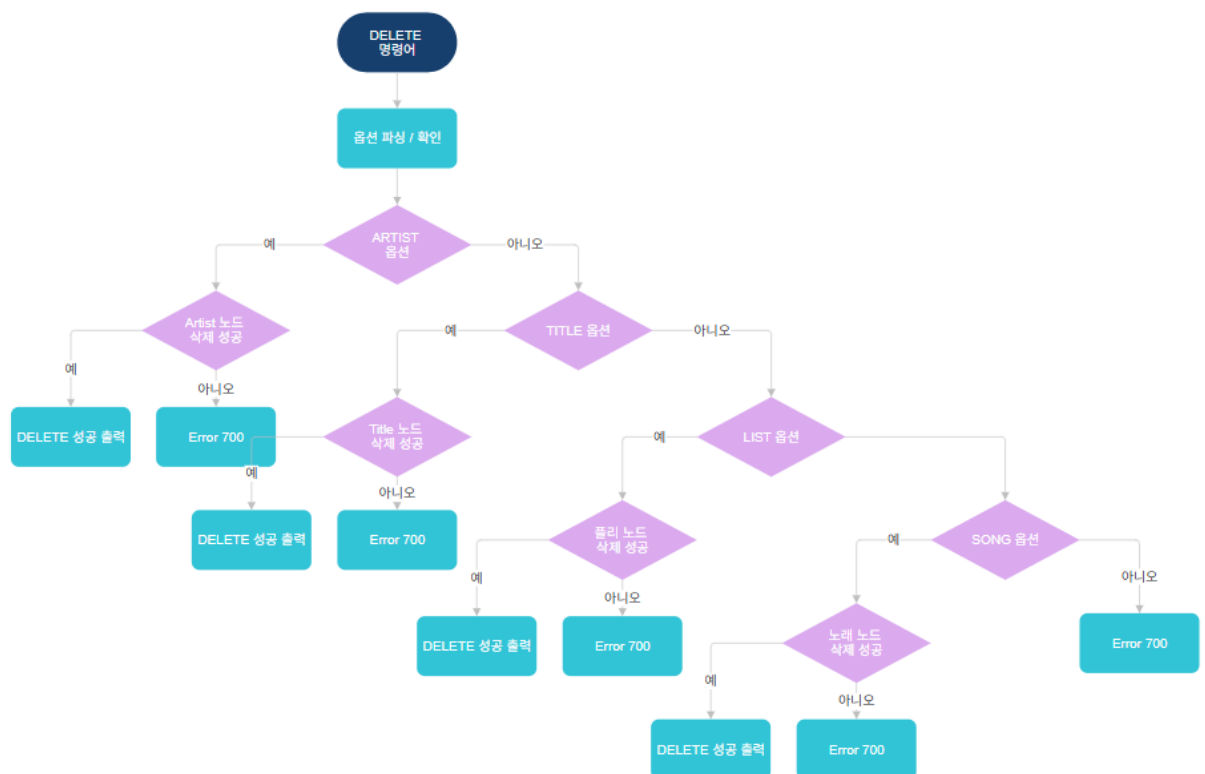 DELETE
명령어
옵션 파싱 / 확인
ARTIST
옵션
예
아니오
Artist 노드
삭제 성공
TITLE 옵션
예
아니오
예
아니오
DELETE 성공 출력
Error 700
Title 노드
삭제 성공
LIST 옵션
예
예
아니오
DELETE 성공 출력
Error 700
플리 노드
삭제 성공
SONG 옵션
예
예
아니오
아니오
DELETE 성공 출력
Error 700
노래 노드
삭제 성공
Error 700
예
아니오
DELETE 성공 출력
Error 700